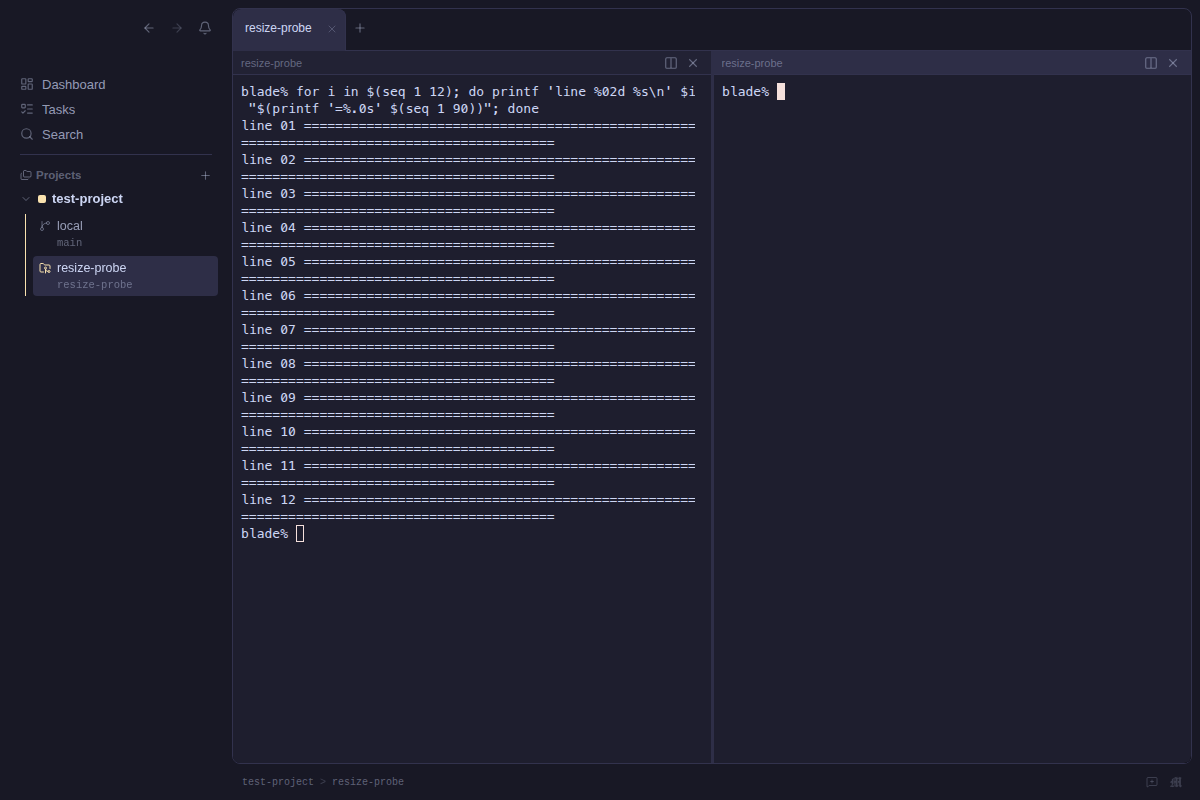 resize-probe
Dashboard
Tasks
Search
Projects
test-project
local
main
resize-probe
resize-probe
resize-probe
blade% for i in $(seq 1 12); do printf 'line %02d %s\n' $i
"$(printf '=%.0s' $(seq 1 90))"; done
line 01 ==================================================
========================================
line 02 ==================================================
========================================
line 03 ==================================================
========================================
line 04 ==================================================
========================================
line 05 ==================================================
========================================
line 06 ==================================================
========================================
line 07 ==================================================
========================================
line 08 ==================================================
========================================
line 09 ==================================================
========================================
line 10 ==================================================
========================================
line 11 ==================================================
========================================
line 12 ==================================================
========================================
blade%
resize-probe
blade%
test-project > resize-probe